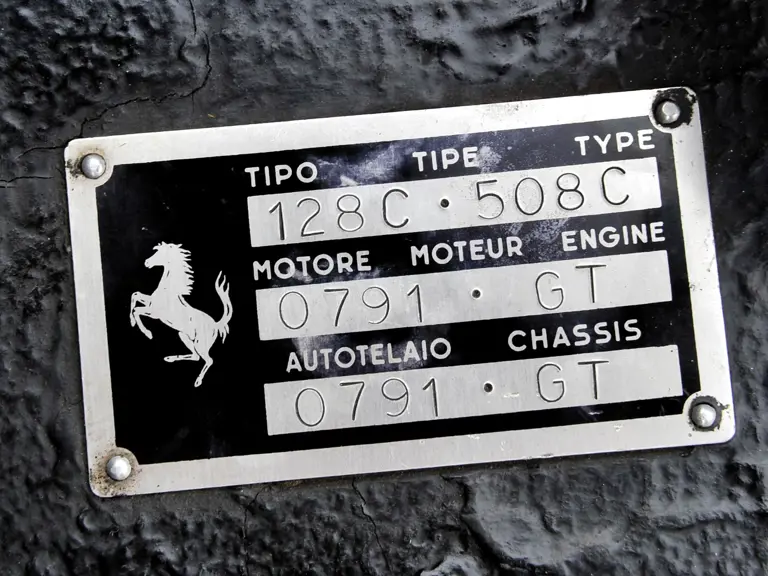 TIPO TIPE TYPE
128C · 508C
MOTORE MOTEUR ENGINE
0791 · GT
AUTOTELAIO CHASSIS
0791 · GT